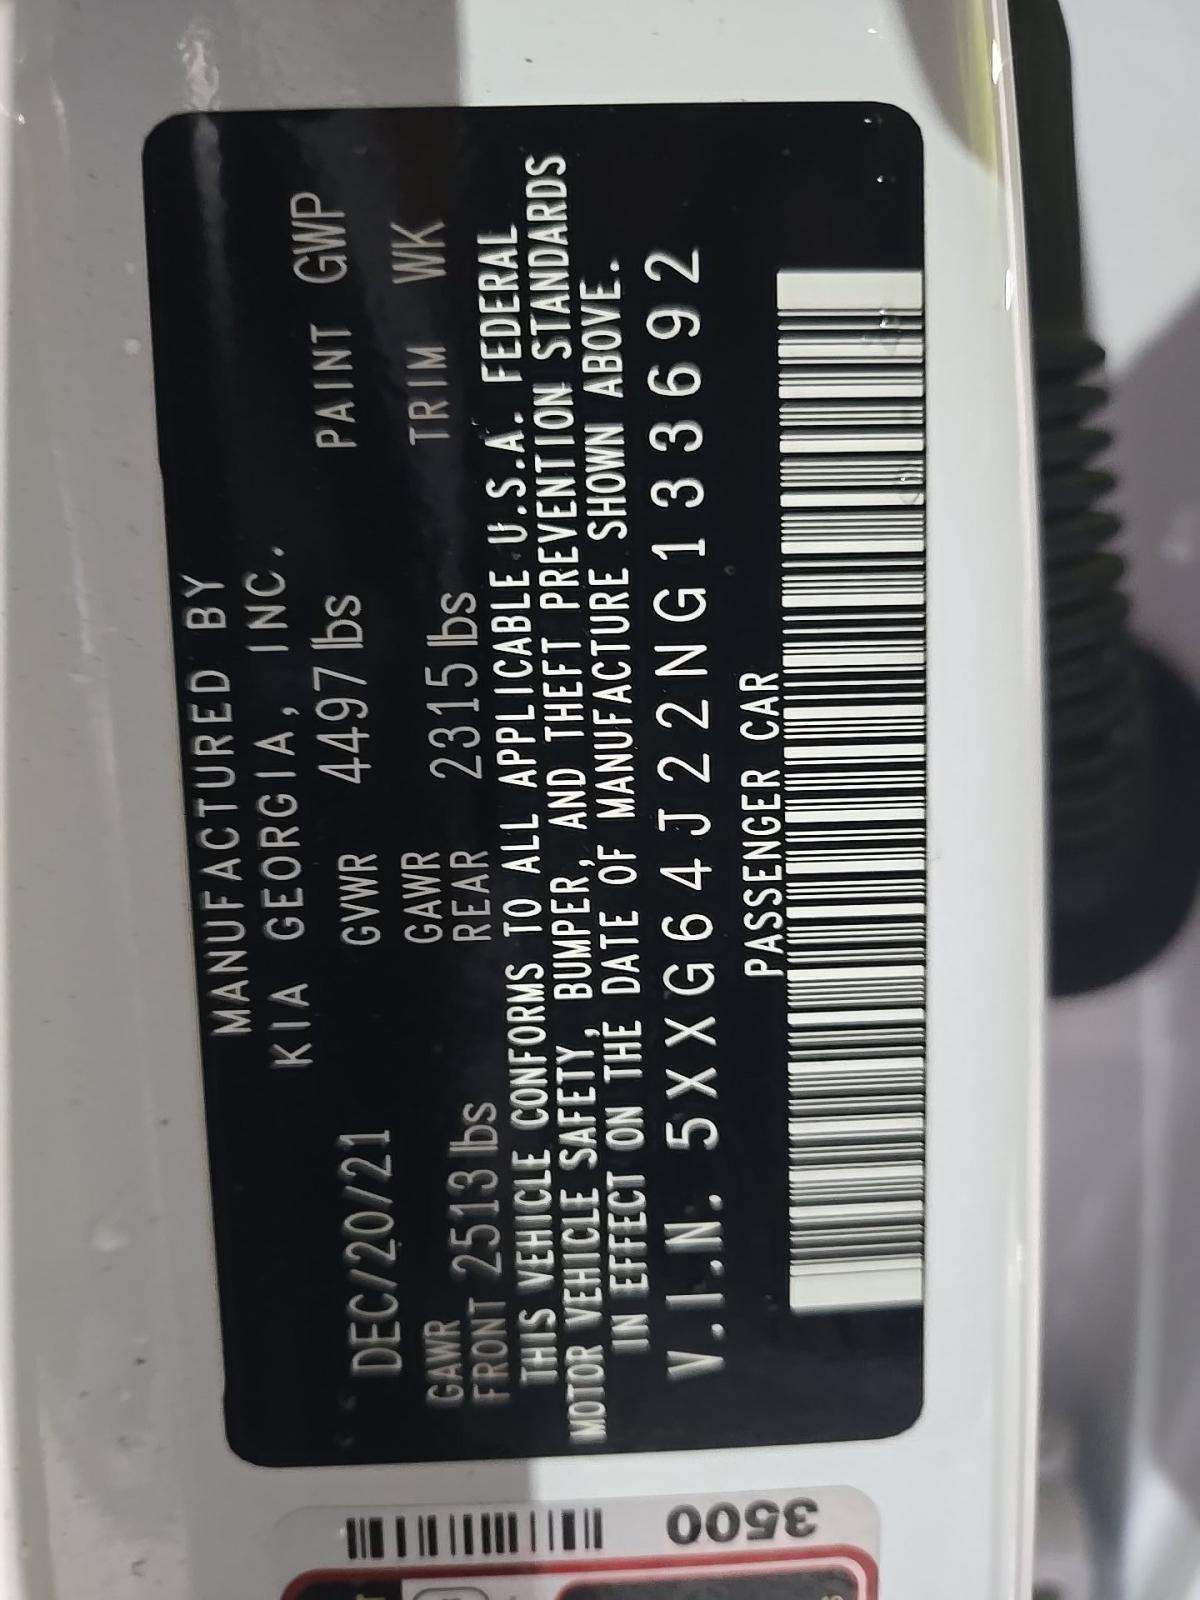 MANUFACTURED BY
KIA GEORGIA, INC.
DEC/20/21 GVWR 4497 lbs PAINT GWP
GAWR FRONT 2513 lbs GAWR REAR 2315 lbs TRIM WK
THIS VEHICLE CONFORMS TO ALL APPLICABLE U.S.A. FEDERAL
MOTOR VEHICLE SAFETY, BUMPER, AND THEFT PREVENTION STANDARDS
IN EFFECT ON THE DATE OF MANUFACTURE SHOWN ABOVE.
V.I.N. 5XXG64J22NG133692
PASSENGER CAR
3500